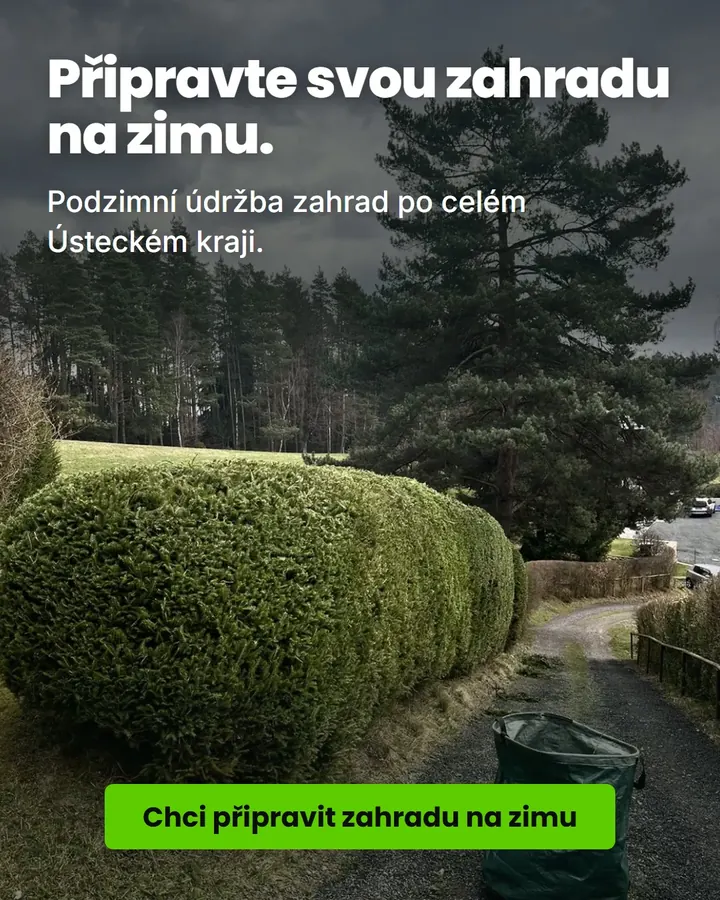 Připravte svou zahradu
na zimu.
Podzimní údržba zahrad po celém
Ústeckém kraji.
Chci připravit zahradu na zimu